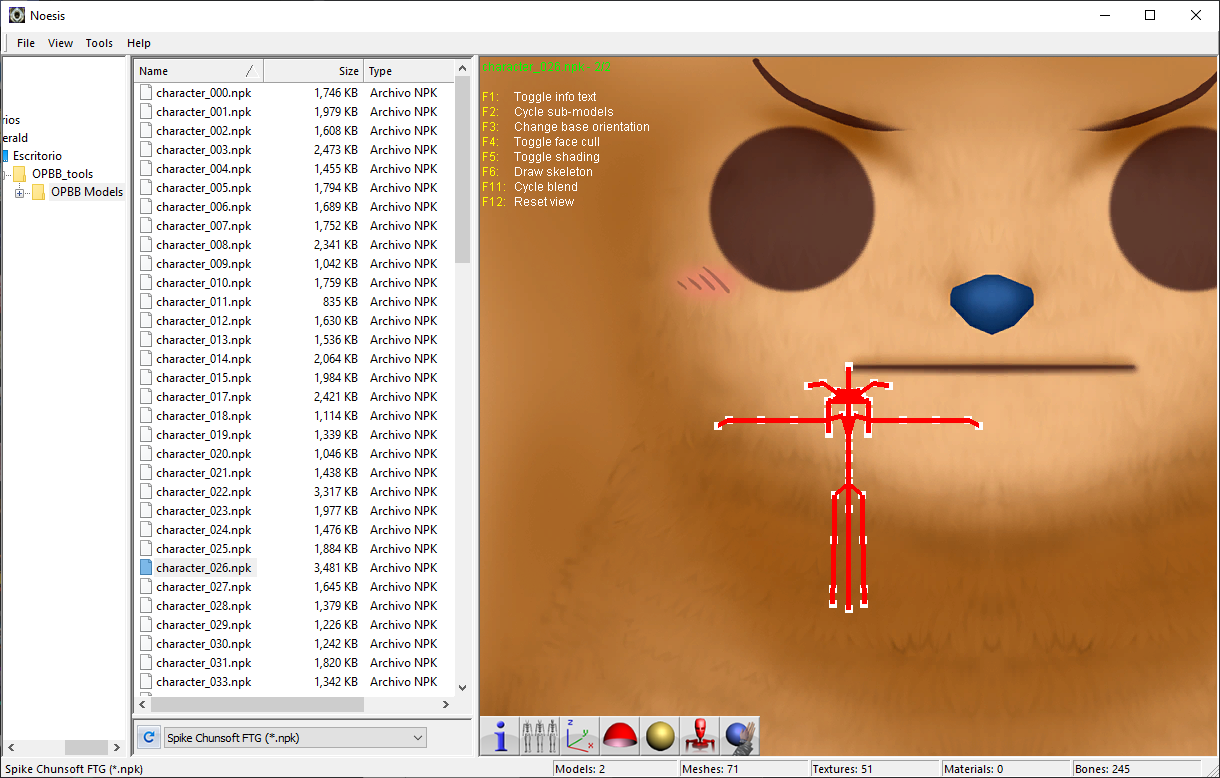 Noesis
File View Tools Help
rios
erald
Escritorio
OPBB_tools
OPBB Models
Name Size Type
character_000.npk 1,746 KB Archivo NPK
character_001.npk 1,979 KB Archivo NPK
character_002.npk 1,608 KB Archivo NPK
character_003.npk 2,473 KB Archivo NPK
character_004.npk 1,455 KB Archivo NPK
character_005.npk 1,794 KB Archivo NPK
character_006.npk 1,689 KB Archivo NPK
character_007.npk 1,752 KB Archivo NPK
character_008.npk 2,341 KB Archivo NPK
character_009.npk 1,042 KB Archivo NPK
character_010.npk 1,759 KB Archivo NPK
character_011.npk 835 KB Archivo NPK
character_012.npk 1,630 KB Archivo NPK
character_013.npk 1,536 KB Archivo NPK
character_014.npk 2,064 KB Archivo NPK
character_015.npk 1,984 KB Archivo NPK
character_017.npk 2,421 KB Archivo NPK
character_018.npk 1,114 KB Archivo NPK
character_019.npk 1,339 KB Archivo NPK
character_020.npk 1,046 KB Archivo NPK
character_021.npk 1,438 KB Archivo NPK
character_022.npk 3,317 KB Archivo NPK
character_023.npk 1,977 KB Archivo NPK
character_024.npk 1,476 KB Archivo NPK
character_025.npk 1,884 KB Archivo NPK
character_026.npk 3,481 KB Archivo NPK
character_027.npk 1,645 KB Archivo NPK
character_028.npk 1,379 KB Archivo NPK
character_029.npk 1,226 KB Archivo NPK
character_030.npk 1,242 KB Archivo NPK
character_031.npk 1,820 KB Archivo NPK
character_033.npk 1,342 KB Archivo NPK
Spike Chunsoft FTG (*.npk)
character_026.npk -
F1: Toggle info text
F2: Cycle sub-models
F3: Change base orientation
F4: Toggle face cull
F5: Toggle shading
F6: Draw skeleton
F11: Cycle blend
F12: Reset view
z
y
x
Spike Chunsoft FTG (*.npk) Models: 2 Meshes: 71 Textures: 51 Materials: 0 Bones: 245